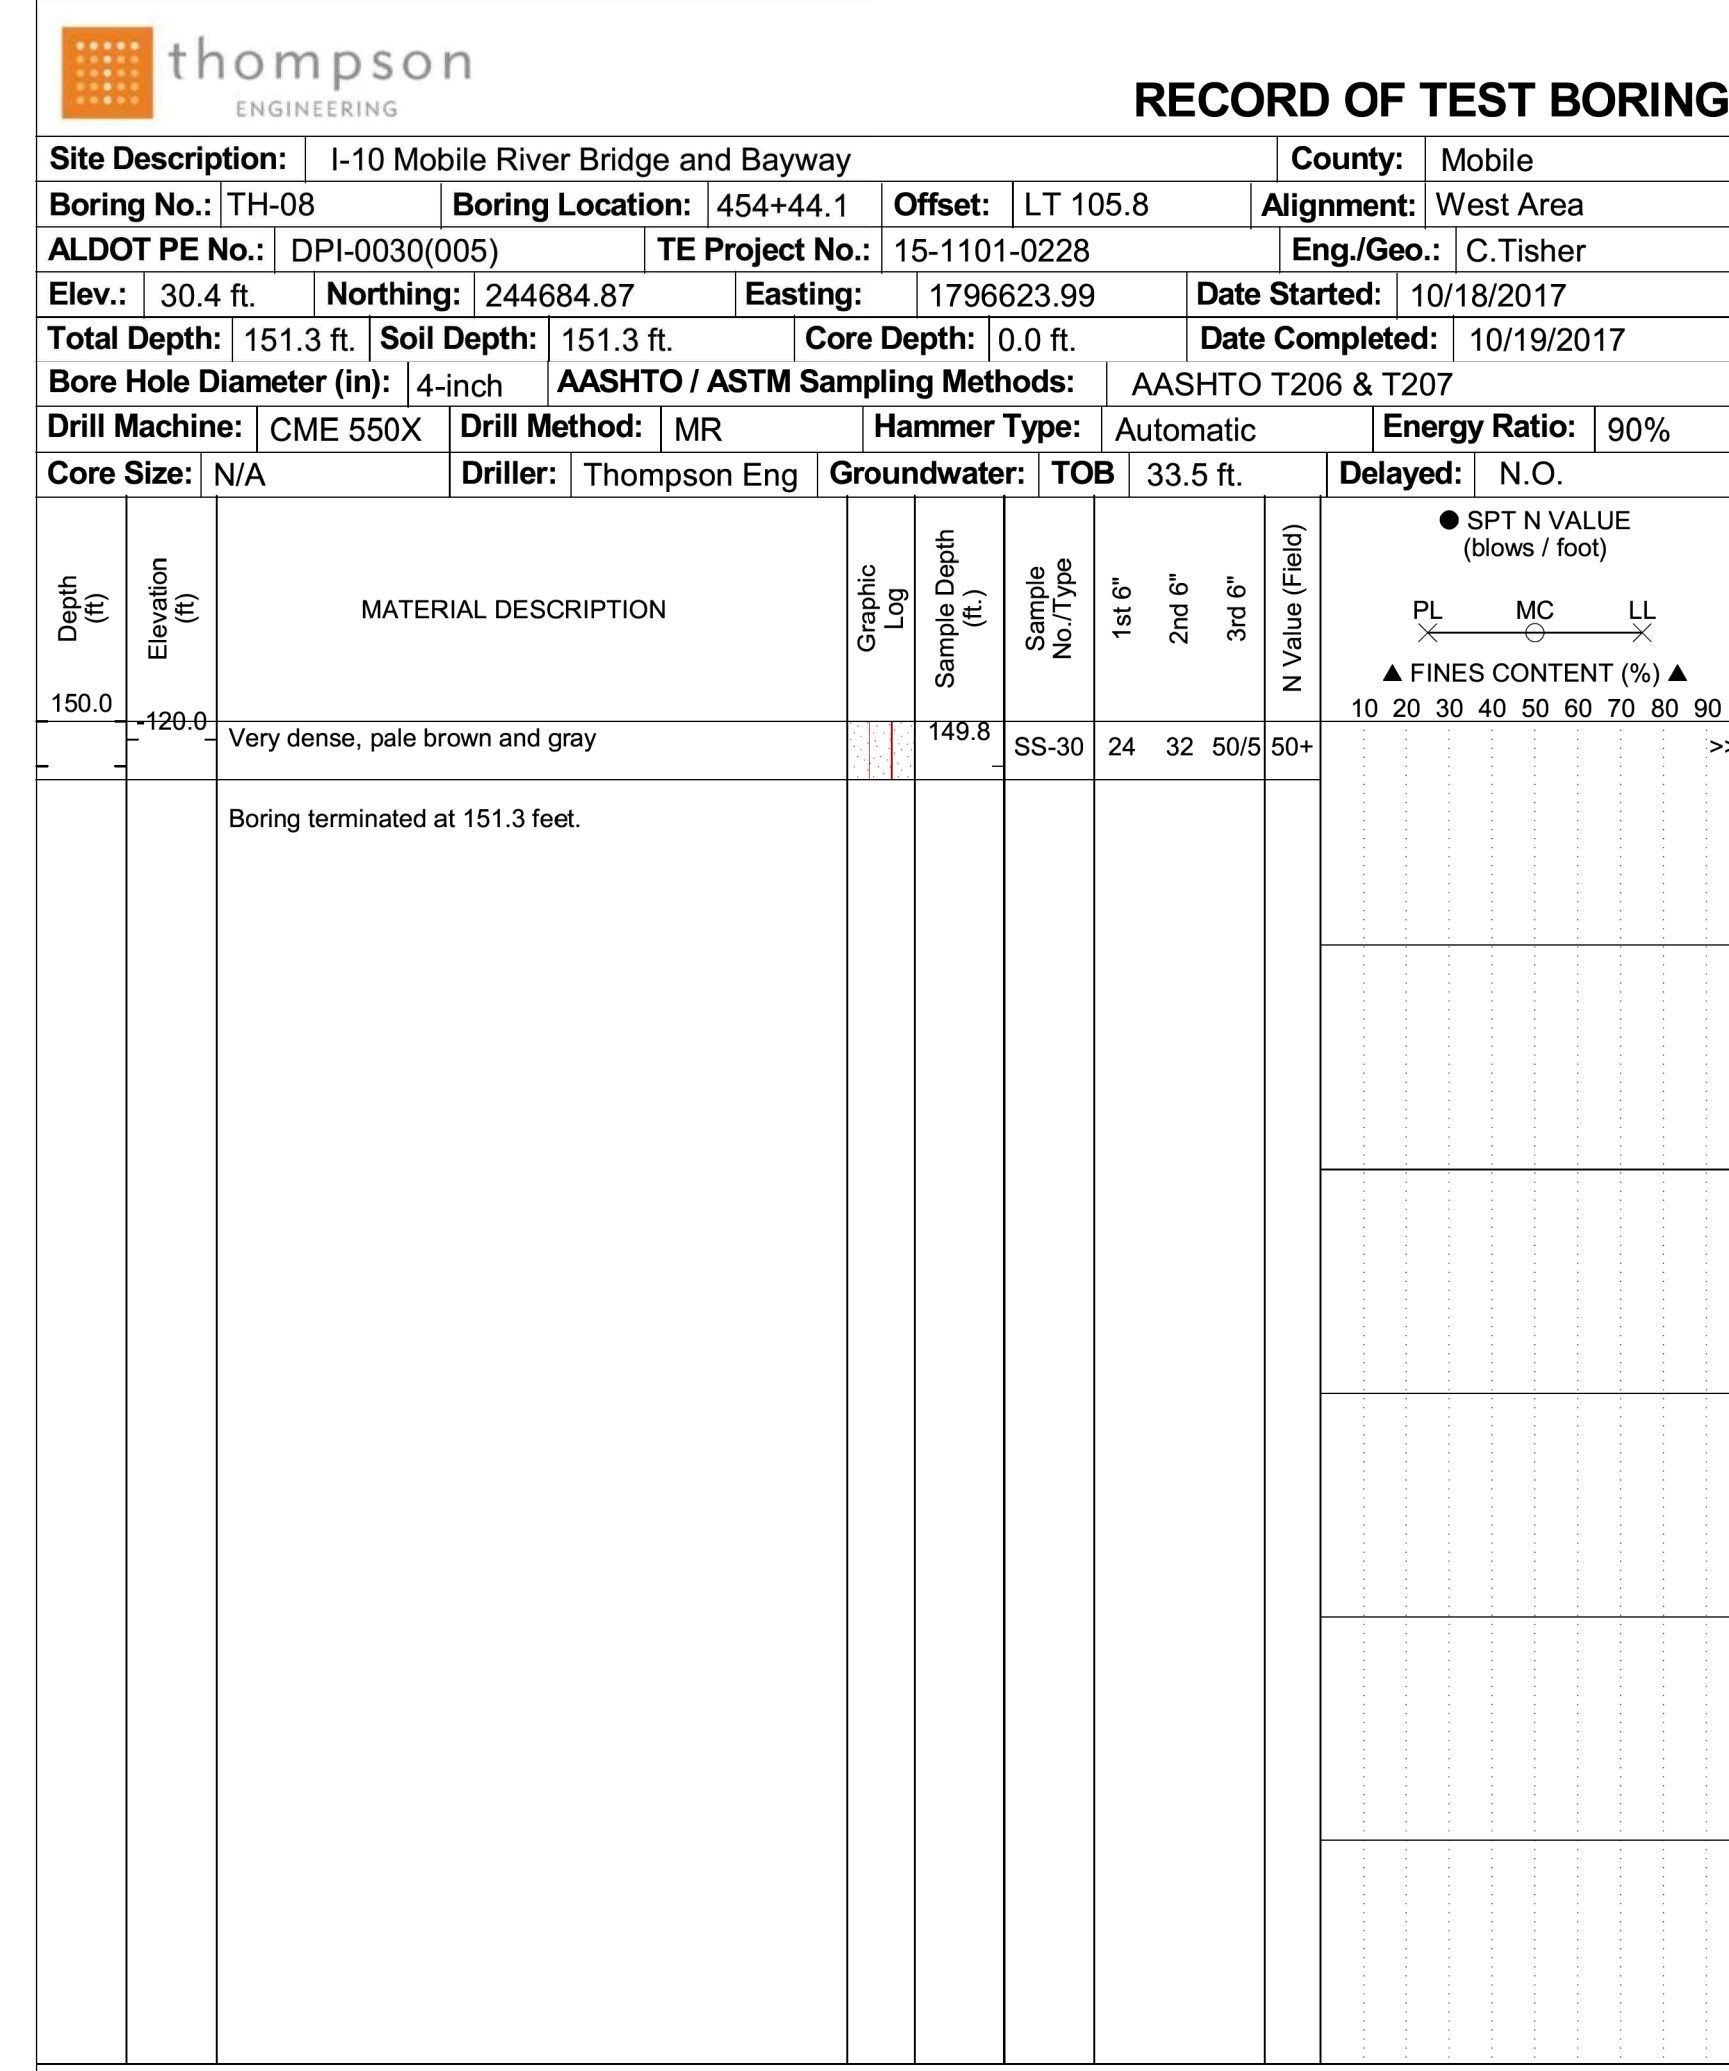 thompson
ENGINEERING
RECORD OF TEST BORING
Site Description: I-10 Mobile River Bridge and Bayway County: Mobile
Boring No.: TH-08 Boring Location: 454+44.1 Offset: LT 105.8 Alignment: West Area
ALDOT PE No.: DPI-0030(005) TE Project No.: 15-1101-0228 Eng./Geo.: C.Tisher
Elev.: 30.4 ft. Northing: 244684.87 Easting: 1796623.99 Date Started: 10/18/2017
Total Depth: 151.3 ft. Soil Depth: 151.3 ft. Core Depth: 0.0 ft. Date Completed: 10/19/2017
Bore Hole Diameter (in): 4-inch AASHTO / ASTM Sampling Methods: AASHTO T206 & T207
Drill Machine: CME 550X Drill Method: MR Hammer Type: Automatic Energy Ratio: 90%
Core Size: N/A Driller: Thompson Eng Groundwater: TOB 33.5 ft. Delayed: N.O.
Depth
(ft)
Elevation
(ft)
MATERIAL DESCRIPTION
Graphic
Log
Sample Depth
(ft.)
Sample
No./Type
1st 6"
2nd 6"
3rd 6"
N Value (Field)
● SPT N VALUE
(blows / foot)
PL MC LL
▲ FINES CONTENT (%) ▲
10 20 30 40 50 60 70 80 90
150.0
-120.0
Very dense, pale brown and gray
149.8
SS-30 24 32 50/5 50+
>>
Boring terminated at 151.3 feet.